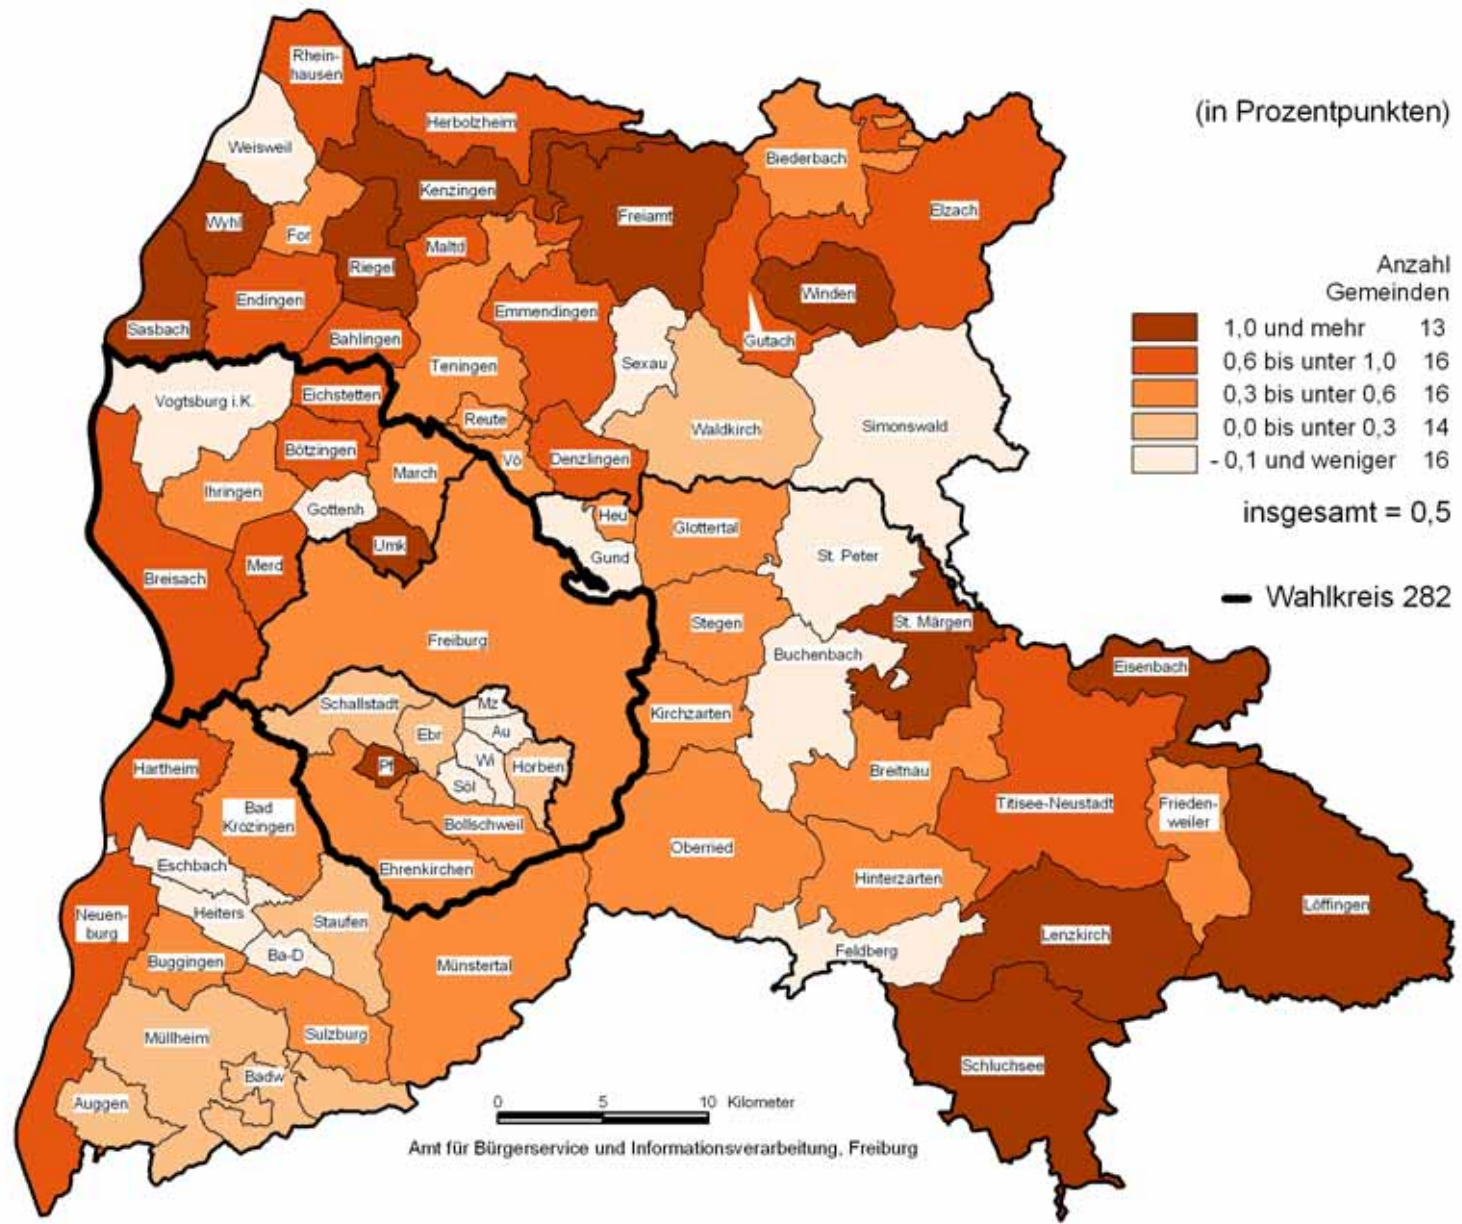 Rhein-
hausen
(in Prozentpunkten)
Herbolzheim
Weisweil
Biederbach
Kenzingen
Elzach
Freiamt
Wyhl
For
Maltd
Riegel
Anzahl
Gemeinden
Winden
Endingen
Emmendingen
Sasbach
Bahlingen
Gutach
1,0 und mehr 13
0,6 bis unter 1,0 16
0,3 bis unter 0,6 16
0,0 bis unter 0,3 14
- 0,1 und weniger 16
insgesamt = 0,5
Wahlkreis 282
Teningen
Sexau
Vogtsburg i.K.
Eichstetten
Reute
Waldkirch
Simonswald
Bötzingen
Vö
Denzlingen
March
Ihringen
Gottenh
Heu
Glottertal
Umk
Gund
St. Peter
Merd
Breisach
Stegen
St. Märgen
Freiburg
Buchenbach
Eisenbach
Schallstadt
Mz
Kirchzarten
Ebr
Au
Wi
Horben
Pf
Hartheim
Breitnau
Söl
Bad
Krozingen
Titisee-Neustadt
Frieden-
weiler
Bollschweil
Oberried
Eschbach
Ehrenkirchen
Hinterzarten
Löffingen
Heiters
Staufen
Neuen-
burg
Lenzkirch
Ba-D
Feldberg
Buggingen
Münstertal
Müllheim
Sulzburg
Schluchsee
Badw
Auggen
0 5 10 Kilometer
Amt für Bürgerservice und Informationsverarbeitung, Freiburg